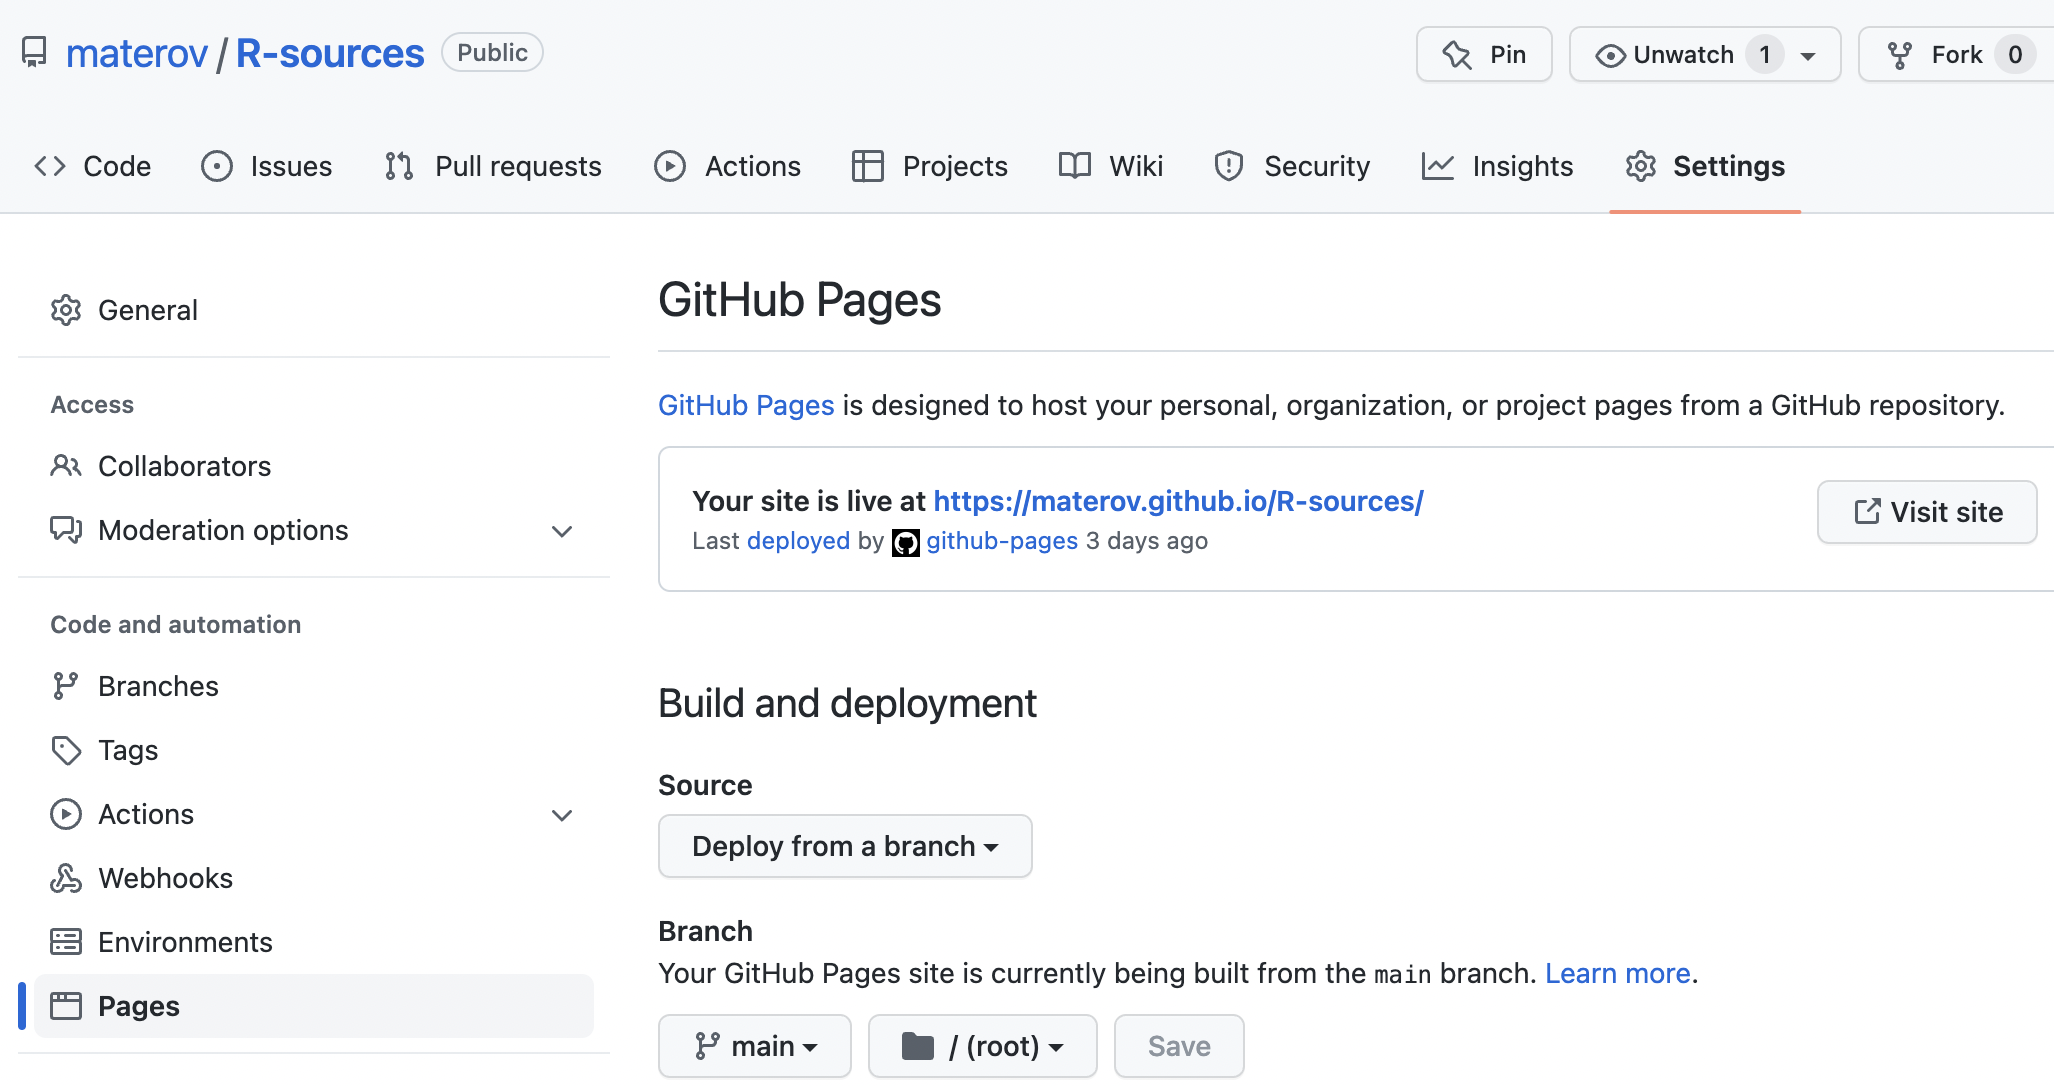 materov / R-sources Public Pin Unwatch 1 Fork 0
Code Issues Pull requests Actions Projects Wiki Security Insights Settings
General
Access
Collaborators
Moderation options
Code and automation
Branches
Tags
Actions
Webhooks
Environments
Pages
GitHub Pages
GitHub Pages is designed to host your personal, organization, or project pages from a GitHub repository.
Your site is live at https://materov.github.io/R-sources/
Last deployed by github-pages 3 days ago
Visit site
Build and deployment
Source
Deploy from a branch
Branch
Your GitHub Pages site is currently being built from the main branch. Learn more.
main / (root) Save